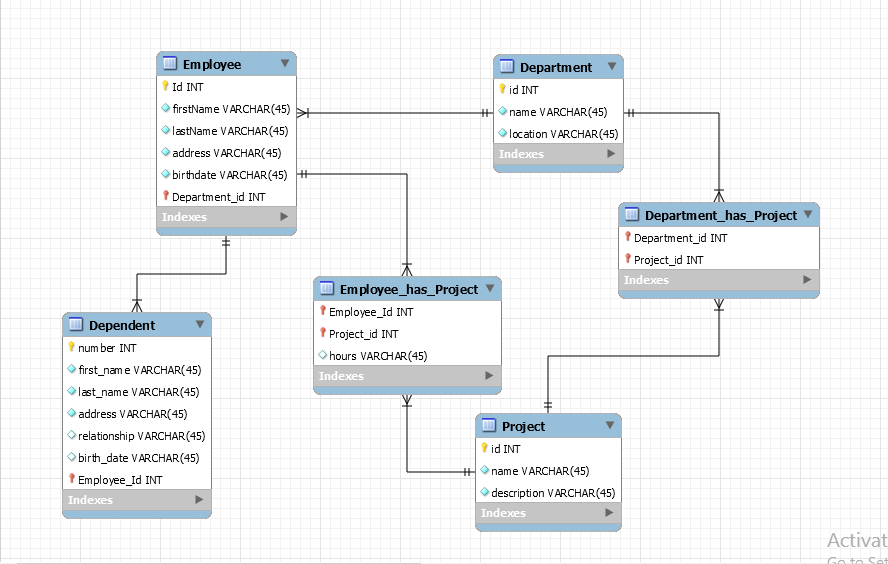 Employee
Id INT
firstName VARCHAR(45)
lastName VARCHAR(45)
address VARCHAR(45)
birthdate VARCHAR(45)
Department_id INT
Indexes
Department
id INT
name VARCHAR(45)
location VARCHAR(45)
Indexes
Department_has_Project
Department_id INT
Project_id INT
Indexes
Employee_has_Project
Employee_Id INT
Project_id INT
hours VARCHAR(45)
Indexes
Dependent
number INT
first_name VARCHAR(45)
last_name VARCHAR(45)
address VARCHAR(45)
relationship VARCHAR(45)
birth_date VARCHAR(45)
Employee_Id INT
Indexes
Project
id INT
name VARCHAR(45)
description VARCHAR(45)
Indexes
Activat
Go to Set